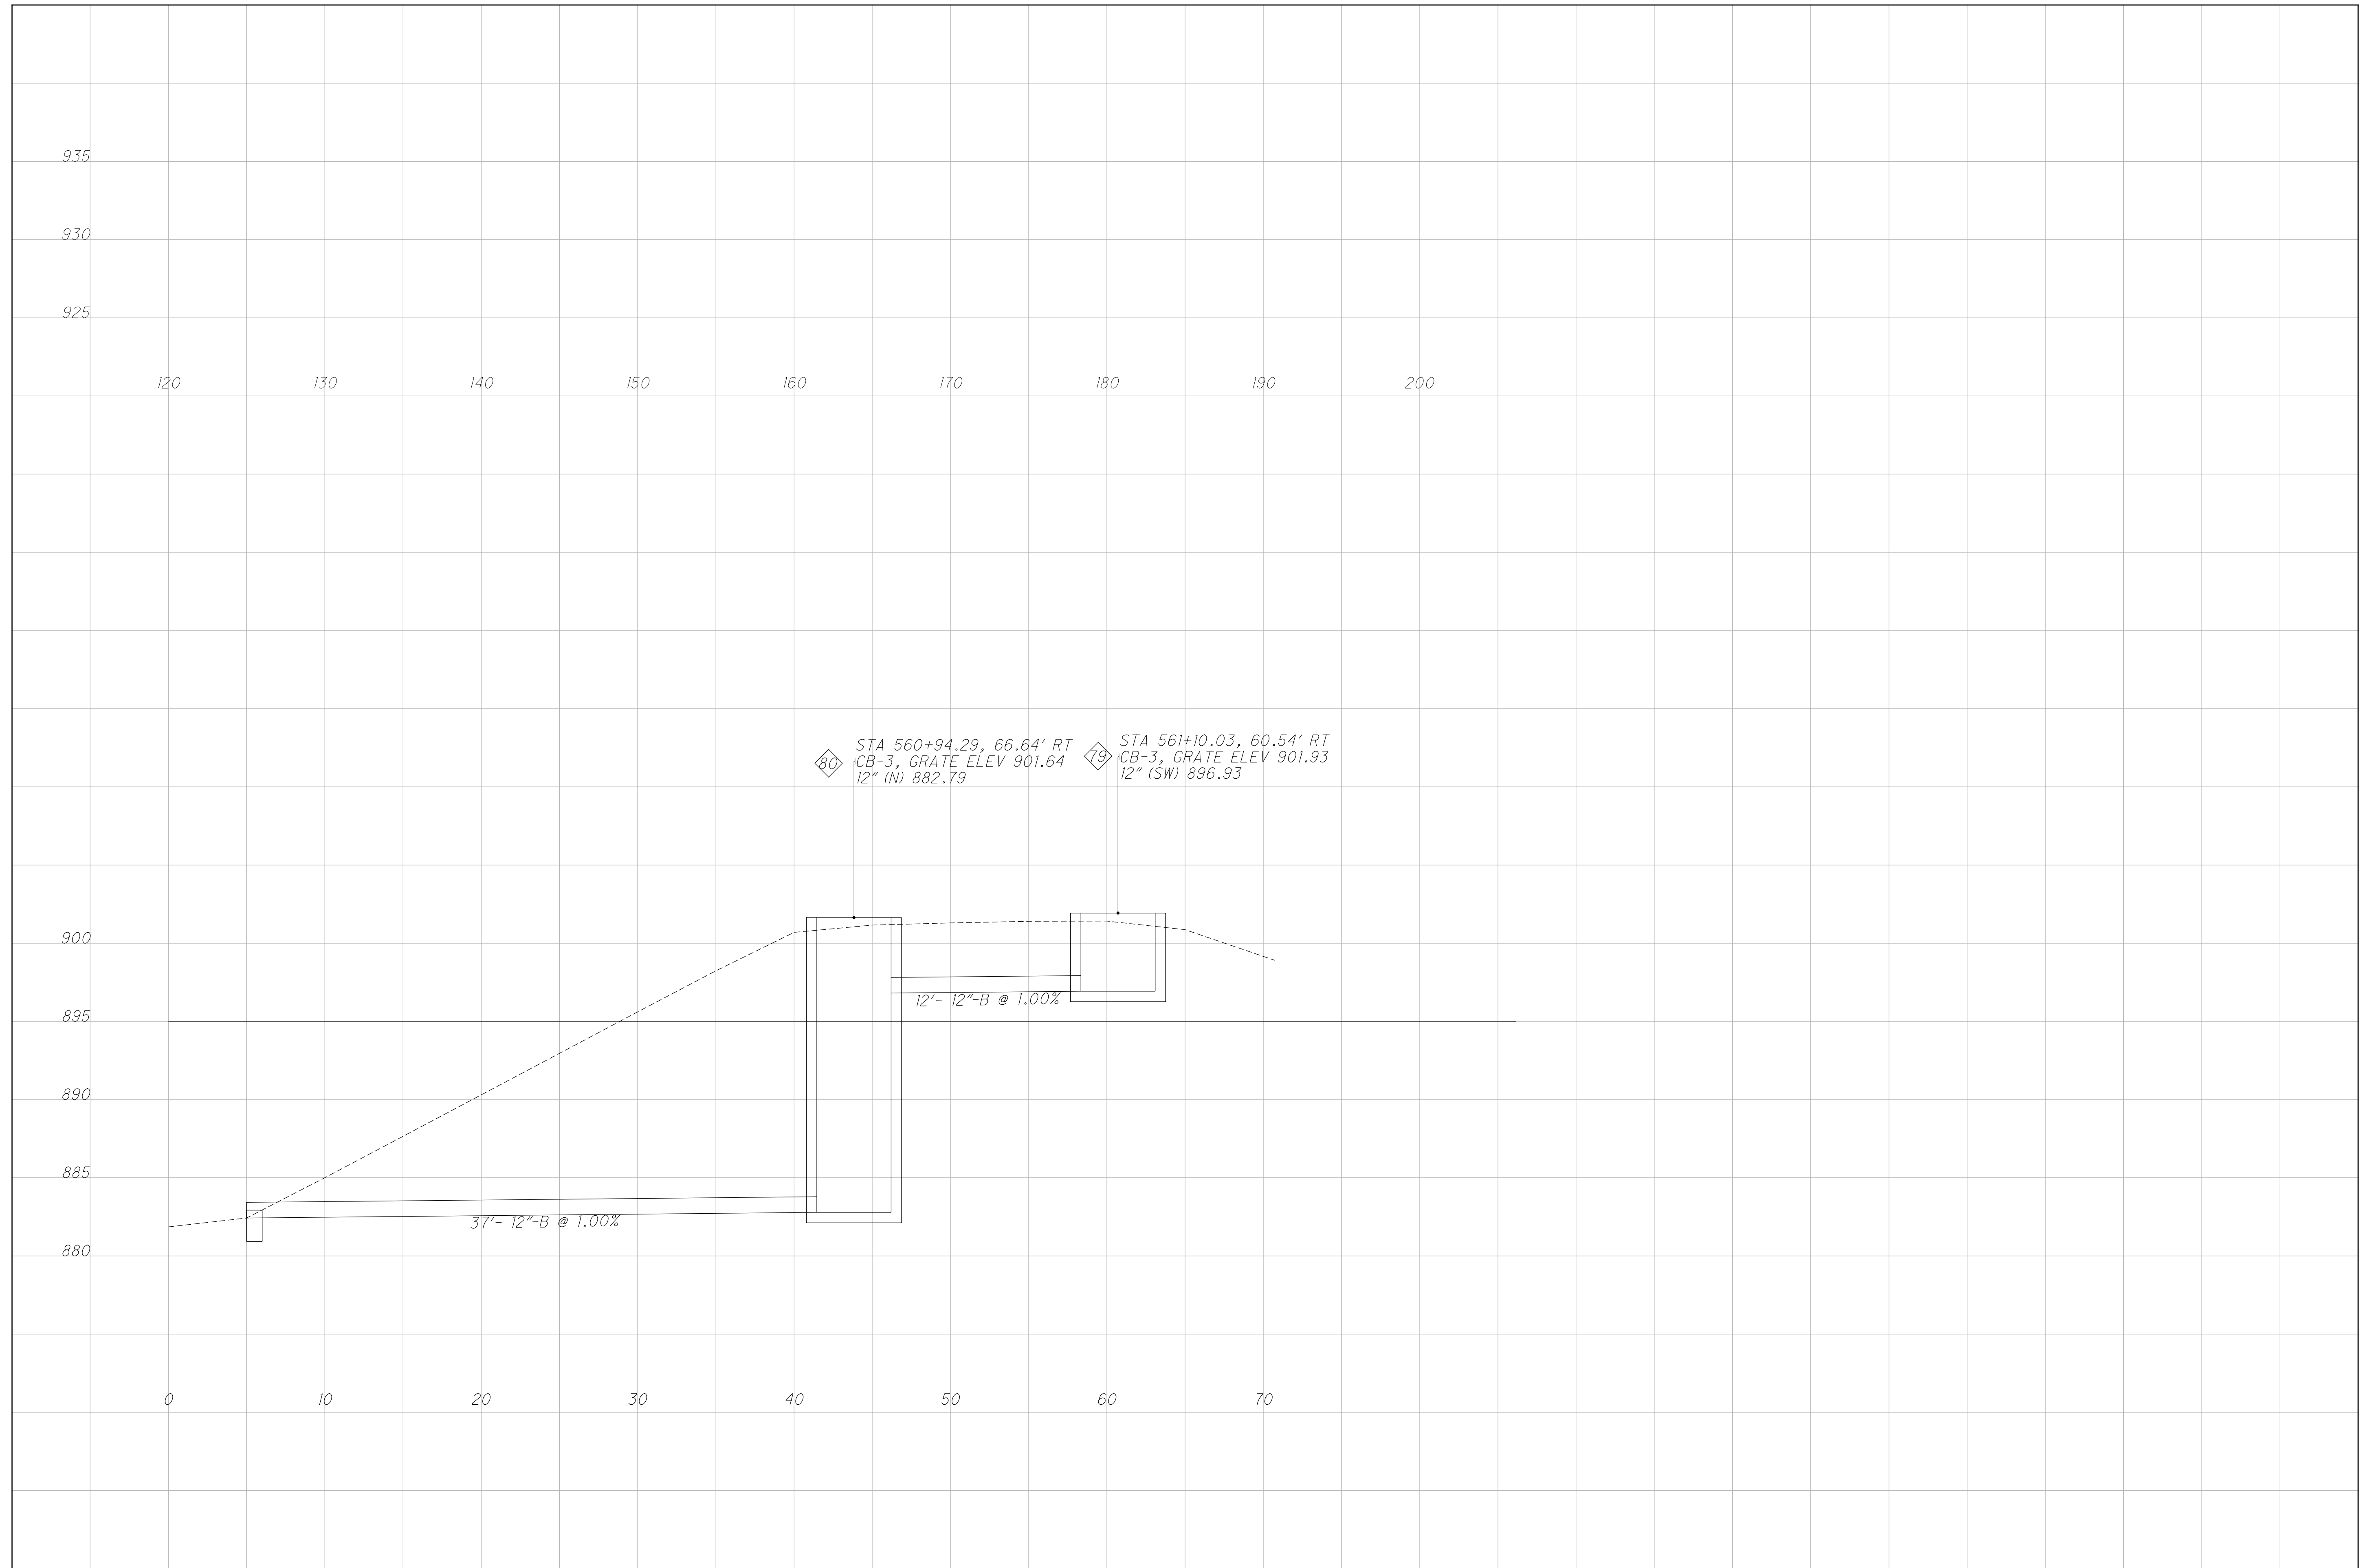 935
930
925
120 130 140 150 160 170 180 190 200
80
STA 560+94.29, 66.64' RT
CB-3, GRATE ELEV 901.64
12" (N) 882.79
79
STA 561+10.03, 60.54' RT
CB-3, GRATE ELEV 901.93
12" (SW) 896.93
900
12'- 12"-B @ 1.00%
895
890
885
37'- 12"-B @ 1.00%
880
0 10 20 30 40 50 60 70